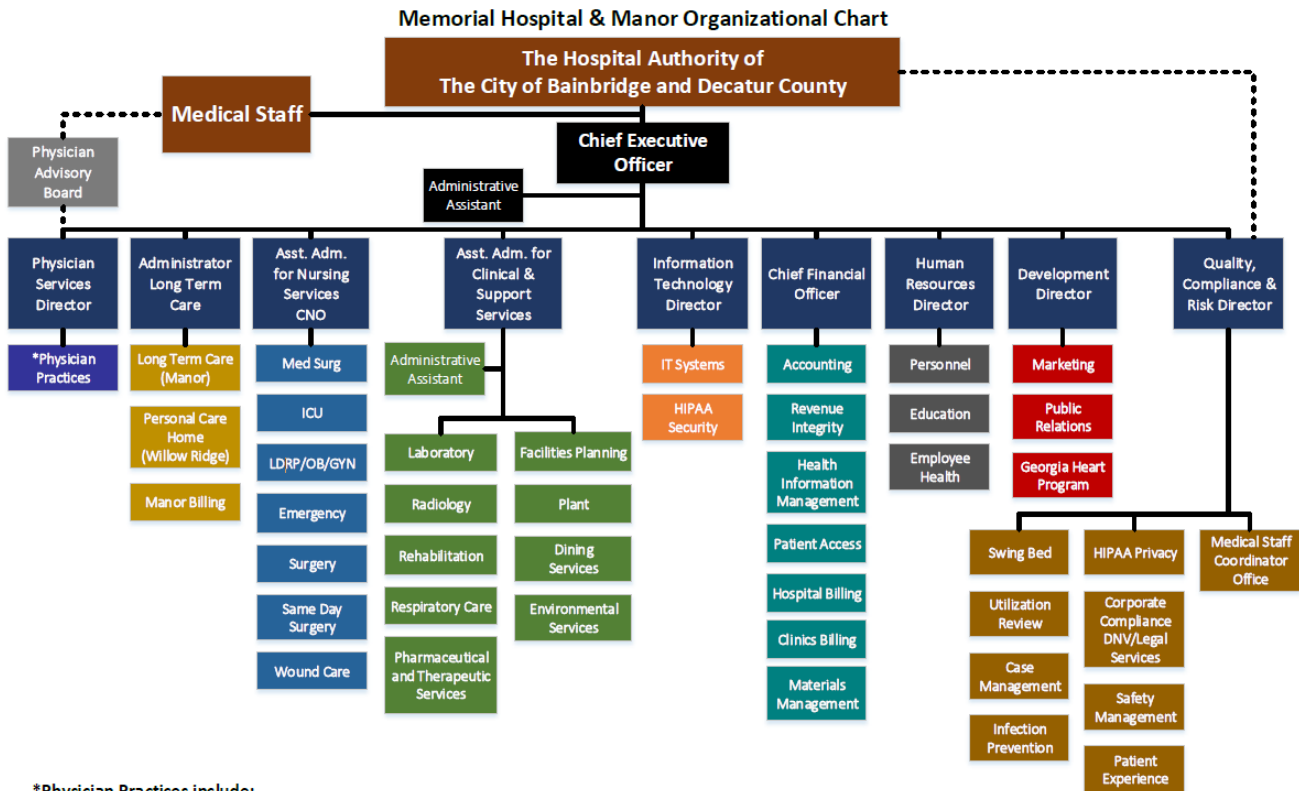 Memorial Hospital & Manor Organizational Chart
The Hospital Authority of
The City of Bainbridge and Decatur County
Medical Staff
Chief Executive
Officer
Physician
Advisory
Board
Administrative
Assistant
Physician
Services
Director
Administrator
Long Term
Care
Asst. Adm.
for Nursing
Services
CNO
Asst. Adm. for
Clinical &
Support
Services
Information
Technology
Director
Chief Financial
Officer
Human
Resources
Director
Development
Director
Quality,
Compliance &
Risk Director
*Physician
Practices
Long Term Care
(Manor)
Personal Care
Home
(Willow Ridge)
Manor Billing
Med Surg
ICU
LDRP/OB/GYN
Emergency
Surgery
Same Day
Surgery
Wound Care
Administrative
Assistant
Laboratory
Radiology
Rehabilitation
Respiratory Care
Pharmaceutical
and Therapeutic
Services
Facilities Planning
Plant
Dining
Services
Environmental
Services
IT Systems
HIPAA
Security
Accounting
Revenue
Integrity
Health
Information
Management
Patient Access
Hospital Billing
Clinics Billing
Materials
Management
Personnel
Education
Employee
Health
Marketing
Public
Relations
Georgia Heart
Program
Swing Bed
Utilization
Review
Case
Management
Infection
Prevention
HIPAA Privacy
Corporate
Compliance
DNV/Legal
Services
Safety
Management
Patient
Experience
Medical Staff
Coordinator
Office
*Physician Practices include: